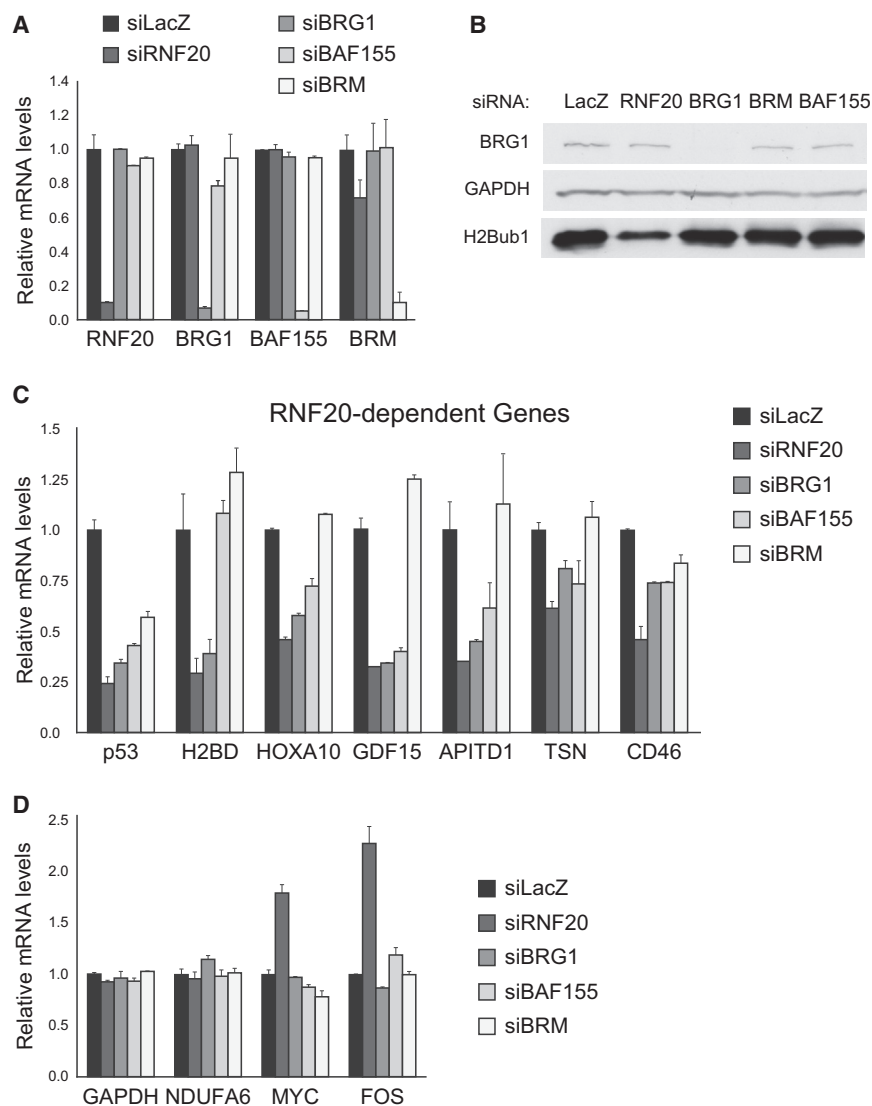 A
siLacZ
siRNF20
siBRG1
siBAF155
siBRM
Relative mRNA levels
1.4
1.2
1.0
0.8
0.6
0.4
0.2
0.0
RNF20 BRG1 BAF155 BRM
B
siRNA: LacZ RNF20 BRG1 BRM BAF155
BRG1
GAPDH
H2Bub1
C
RNF20-dependent Genes
Relative mRNA levels
1.5
1.25
1.0
0.75
0.5
0.25
0.0
p53 H2BD HOXA10 GDF15 APITD1 TSN CD46
siLacZ
siRNF20
siBRG1
siBAF155
siBRM
D
Relative mRNA levels
2.5
2.0
1.5
1.0
0.5
0.0
GAPDH NDUFA6 MYC FOS
siLacZ
siRNF20
siBRG1
siBAF155
siBRM